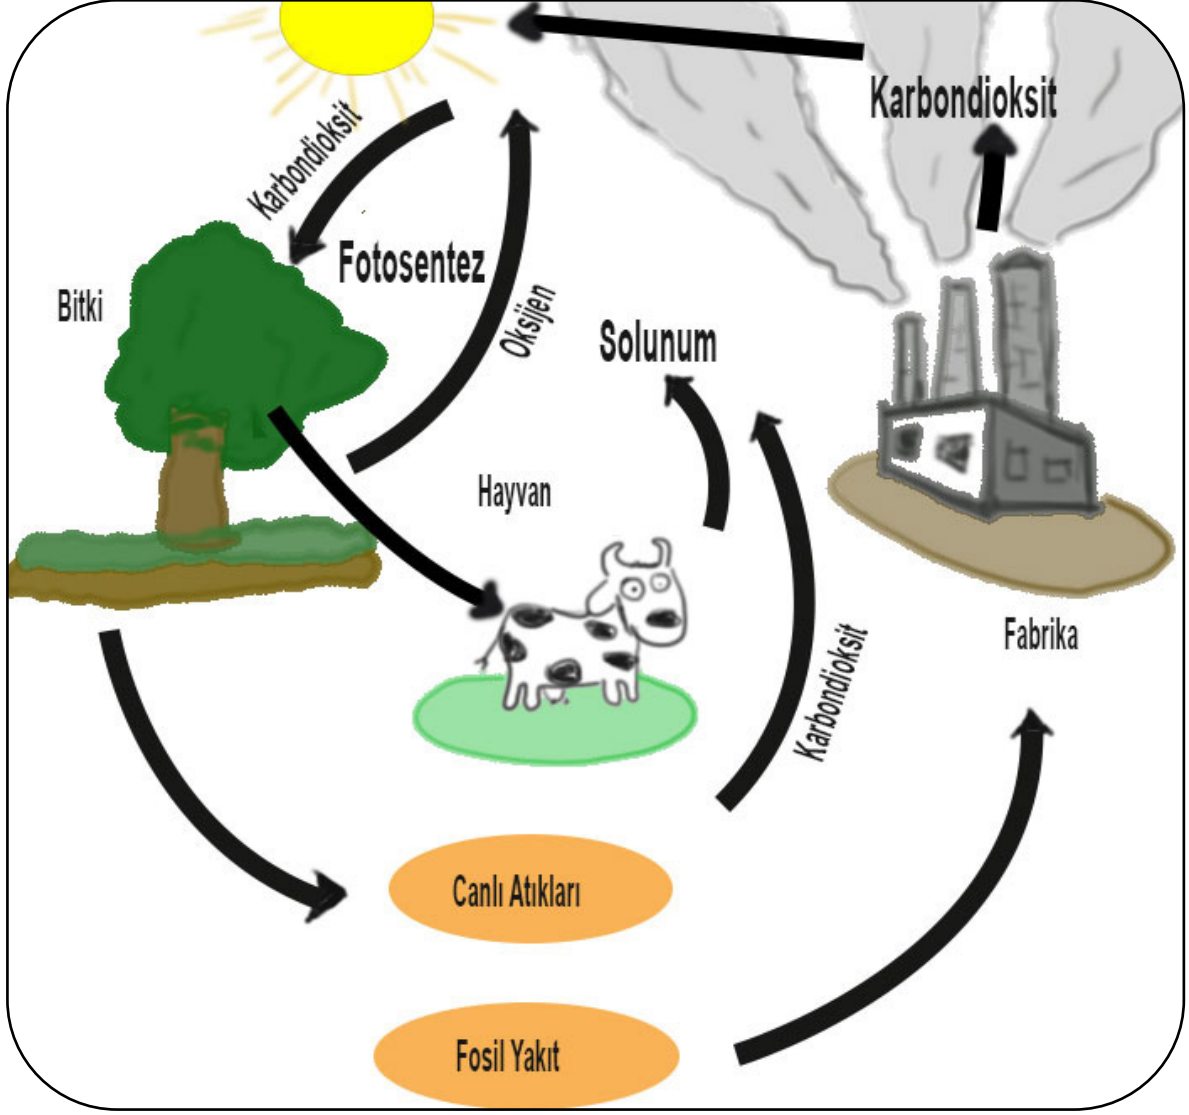 Karbondioksit
Karbondioksit
Fotosentez
Bitki
Oksijen
Solunum
Hayvan
Fabrika
Karbondioksit
Canlı Atıkları
Fosil Yakıt